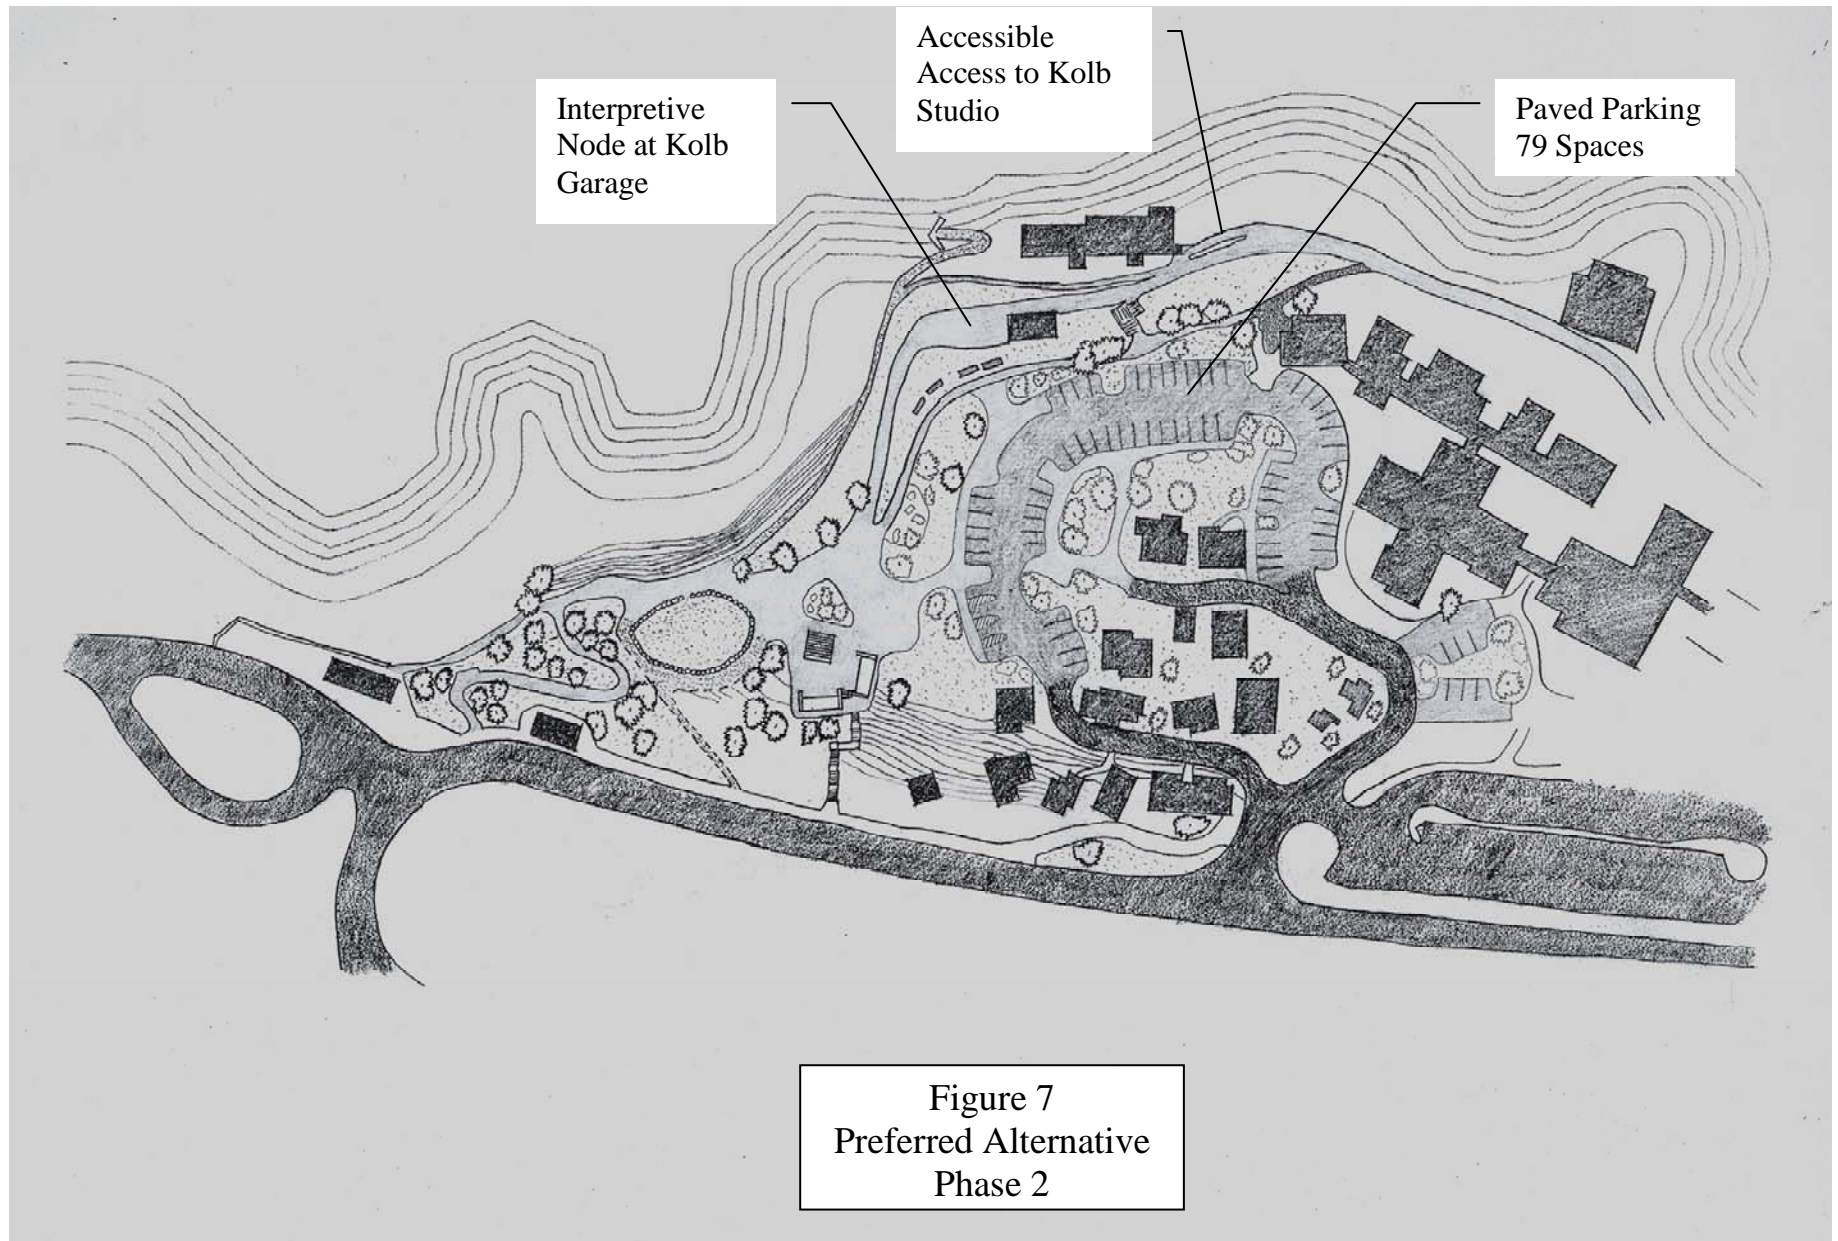 Interpretive
Node at Kolb
Garage
Accessible
Access to Kolb
Studio
Paved Parking
79 Spaces
Figure 7
Preferred Alternative
Phase 2